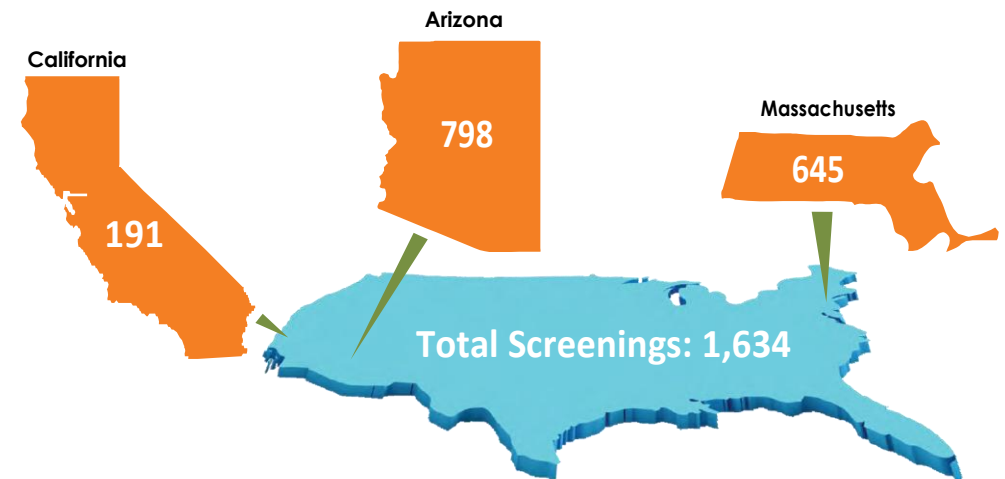 Arizona
California
798
Massachusetts
645
191
Total Screenings: 1,634